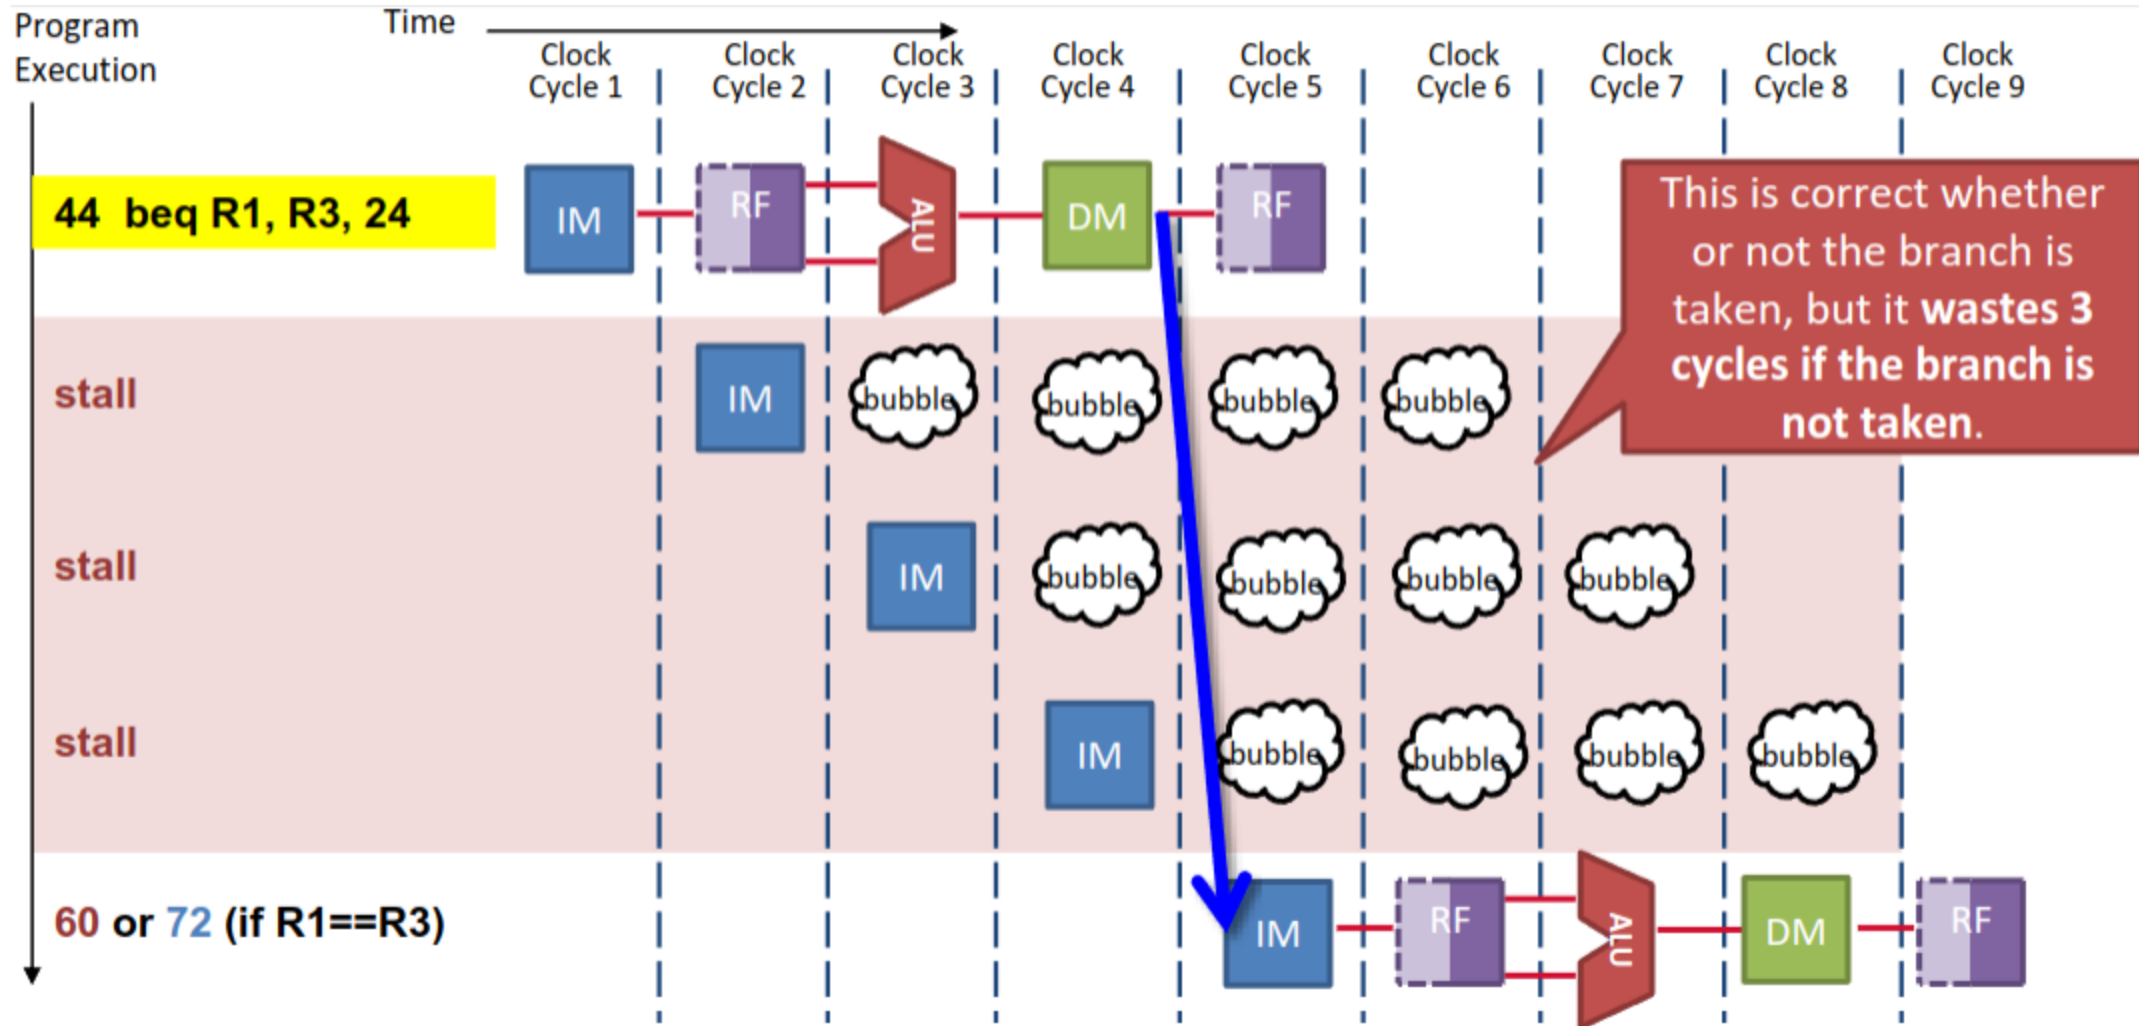 Program
Execution
Time
Clock
Cycle 1
Clock
Cycle 2
Clock
Cycle 3
Clock
Cycle 4
Clock
Cycle 5
Clock
Cycle 6
Clock
Cycle 7
Clock
Cycle 8
Clock
Cycle 9
44 beq R1, R3, 24
IM
RF
ALU
DM
RF
This is correct whether
or not the branch is
taken, but it wastes 3
cycles if the branch is
not taken.
stall
IM
bubble
bubble
bubble
bubble
stall
IM
bubble
bubble
bubble
bubble
stall
IM
bubble
bubble
bubble
bubble
60 or 72 (if R1==R3)
IM
RF
ALU
DM
RF